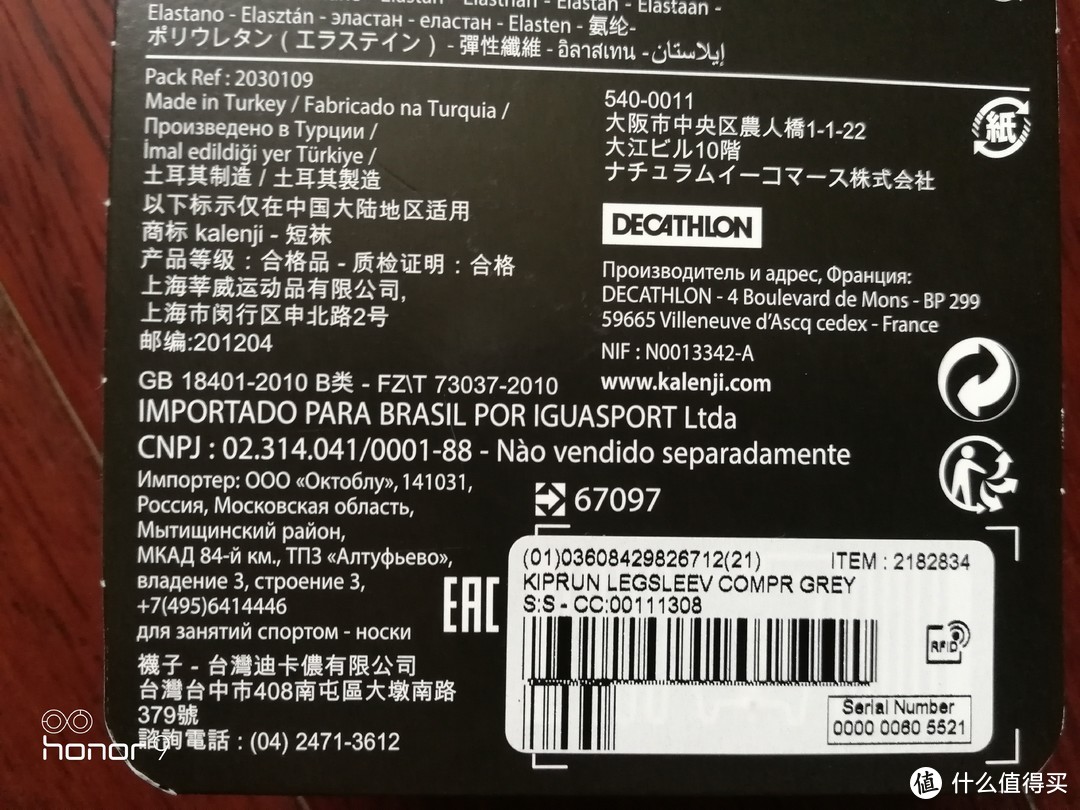 Elastano - Elasztán - эластан - еластан - Elasten - 氨纶-
ポリウレタン ( エラステイン ) - 彈性纖維 - อีลาสเทน - إيلاستان
Pack Ref : 2030109
Made in Turkey / Fabricado na Turquia /
Произведено в Турции /
İmal edildiği yer Türkiye /
土耳其制造 / 土耳其製造
以下标示仅在中国大陆地区适用
商标 kalenji - 短袜
产品等级：合格品 - 质检证明：合格
上海莘威运动品有限公司,
上海市闵行区申北路2号
邮编:201204
GB 18401-2010 B类 - FZ\T 73037-2010
IMPORTADO PARA BRASIL POR IGUASPORT Ltda
CNPJ : 02.314.041/0001-88 - Nào vendido separadamente
Импортер: ООО «Октоблу», 141031,
Россия, Московская область,
Мытищинский район,
МКАД 84-й км., ТПЗ «Алтуфьево»,
владение 3, строение 3,
+7(495)6414446
для занятий спортом - носки
EAC
襪子 - 台灣迪卡儂有限公司
台灣台中市408南屯區大墩南路
379號
諮詢電話 : (04) 2471-3612
540-0011
大阪市中央区農人橋1-1-22
大江ビル10階
ナチュラムイーコマース株式会社
紙
DECATHLON
Производитель и адрес, Франция:
DECATHLON - 4 Boulevard de Mons - BP 299
59665 Villeneuve d'Ascq cedex - France
NIF : N0013342-A
www.kalenji.com
67097
(01)03608429826712(21) ITEM : 2182834
KIPRUN LEGSLEEV COMPR GREY
S:S - CC:00111308
RFID
Serial Number
0000 0060 5521
honor 9
值 什么值得买